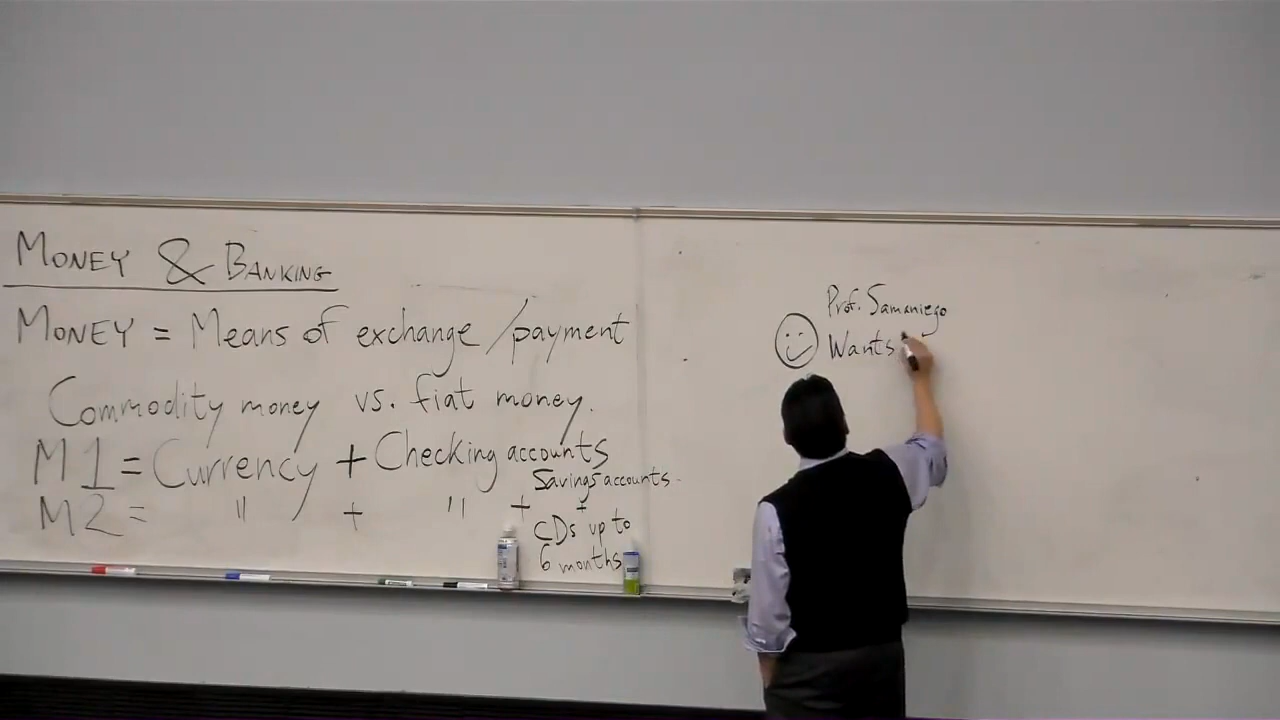 MONEY & BANKING
MONEY = Means of exchange/payment
Commodity money vs. fiat money.
M1 = Currency + Checking accounts
Savings accounts
M2 = " + " + +
CDs up to
6 months
Prof. Samaniego
Wants